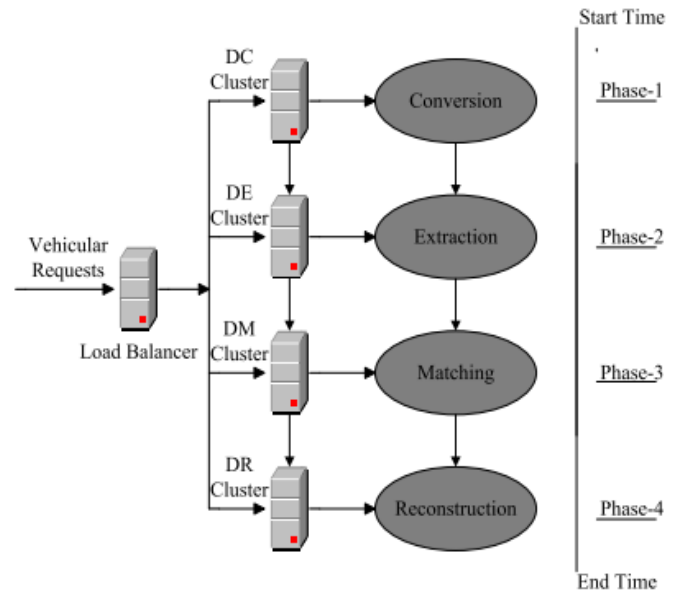 Start Time
DC
Cluster
Conversion
Phase-1
DE
Cluster
Extraction
Phase-2
Vehicular
Requests
Load Balancer
DM
Cluster
Matching
Phase-3
DR
Cluster
Reconstruction
Phase-4
End Time